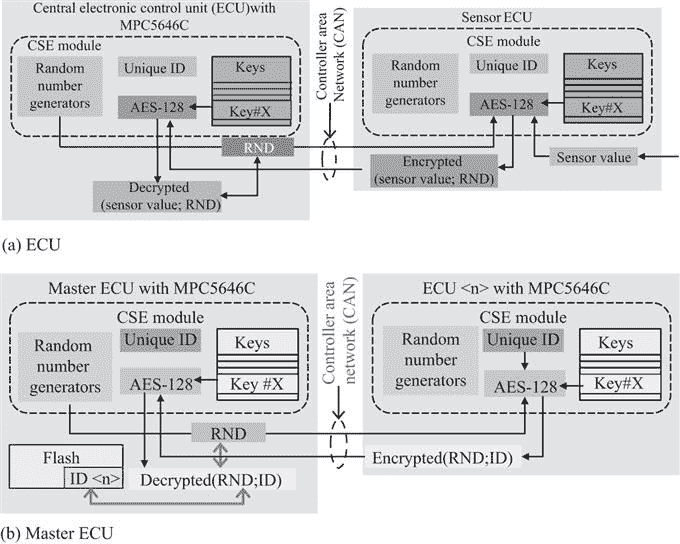 Central electronic control unit (ECU)with
MPC5646C
CSE module
Random
number
generators
Unique ID
AES-128
Keys
Key#X
RND
Decrypted
(sensor value; RND)
Controller area
Network (CAN)
Sensor ECU
CSE module
Random
number
generators
Unique ID
AES-128
Keys
Key#X
Encrypted
(sensor value; RND)
Sensor value
(a) ECU
Master ECU with MPC5646C
CSE module
Random
number
generators
Unique ID
AES-128
Keys
Key #X
RND
Flash
ID <n>
Decrypted(RND;ID)
Controller area
network (CAN)
ECU <n> with MPC5646C
CSE module
Random
number
generators
Unique ID
AES-128
Keys
Key#X
Encrypted(RND;ID)
(b) Master ECU